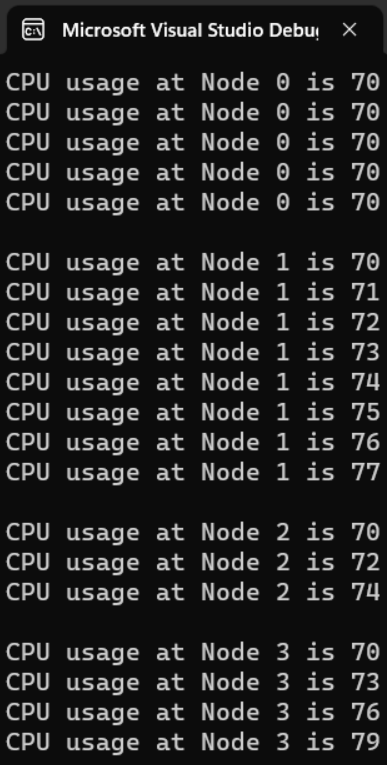 Microsoft Visual Studio Debu
CPU usage at Node 0 is 70
CPU usage at Node 0 is 70
CPU usage at Node 0 is 70
CPU usage at Node 0 is 70
CPU usage at Node 0 is 70
CPU usage at Node 1 is 70
CPU usage at Node 1 is 71
CPU usage at Node 1 is 72
CPU usage at Node 1 is 73
CPU usage at Node 1 is 74
CPU usage at Node 1 is 75
CPU usage at Node 1 is 76
CPU usage at Node 1 is 77
CPU usage at Node 2 is 70
CPU usage at Node 2 is 72
CPU usage at Node 2 is 74
CPU usage at Node 3 is 70
CPU usage at Node 3 is 73
CPU usage at Node 3 is 76
CPU usage at Node 3 is 79